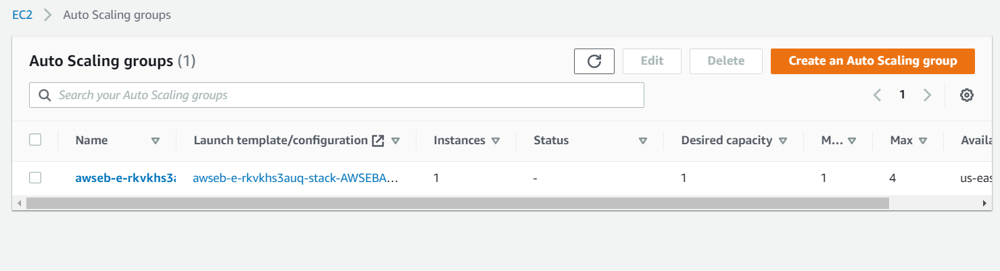 EC2 > Auto Scaling groups
Auto Scaling groups (1)
Edit
Delete
Create an Auto Scaling group
Search your Auto Scaling groups
1
Name Launch template/configuration Instances Status Desired capacity M... Max Availa
awseb-e-rkvkhs3a awseb-e-rkvkhs3auq-stack-AWSEBA... 1 - 1 1 4 us-eas